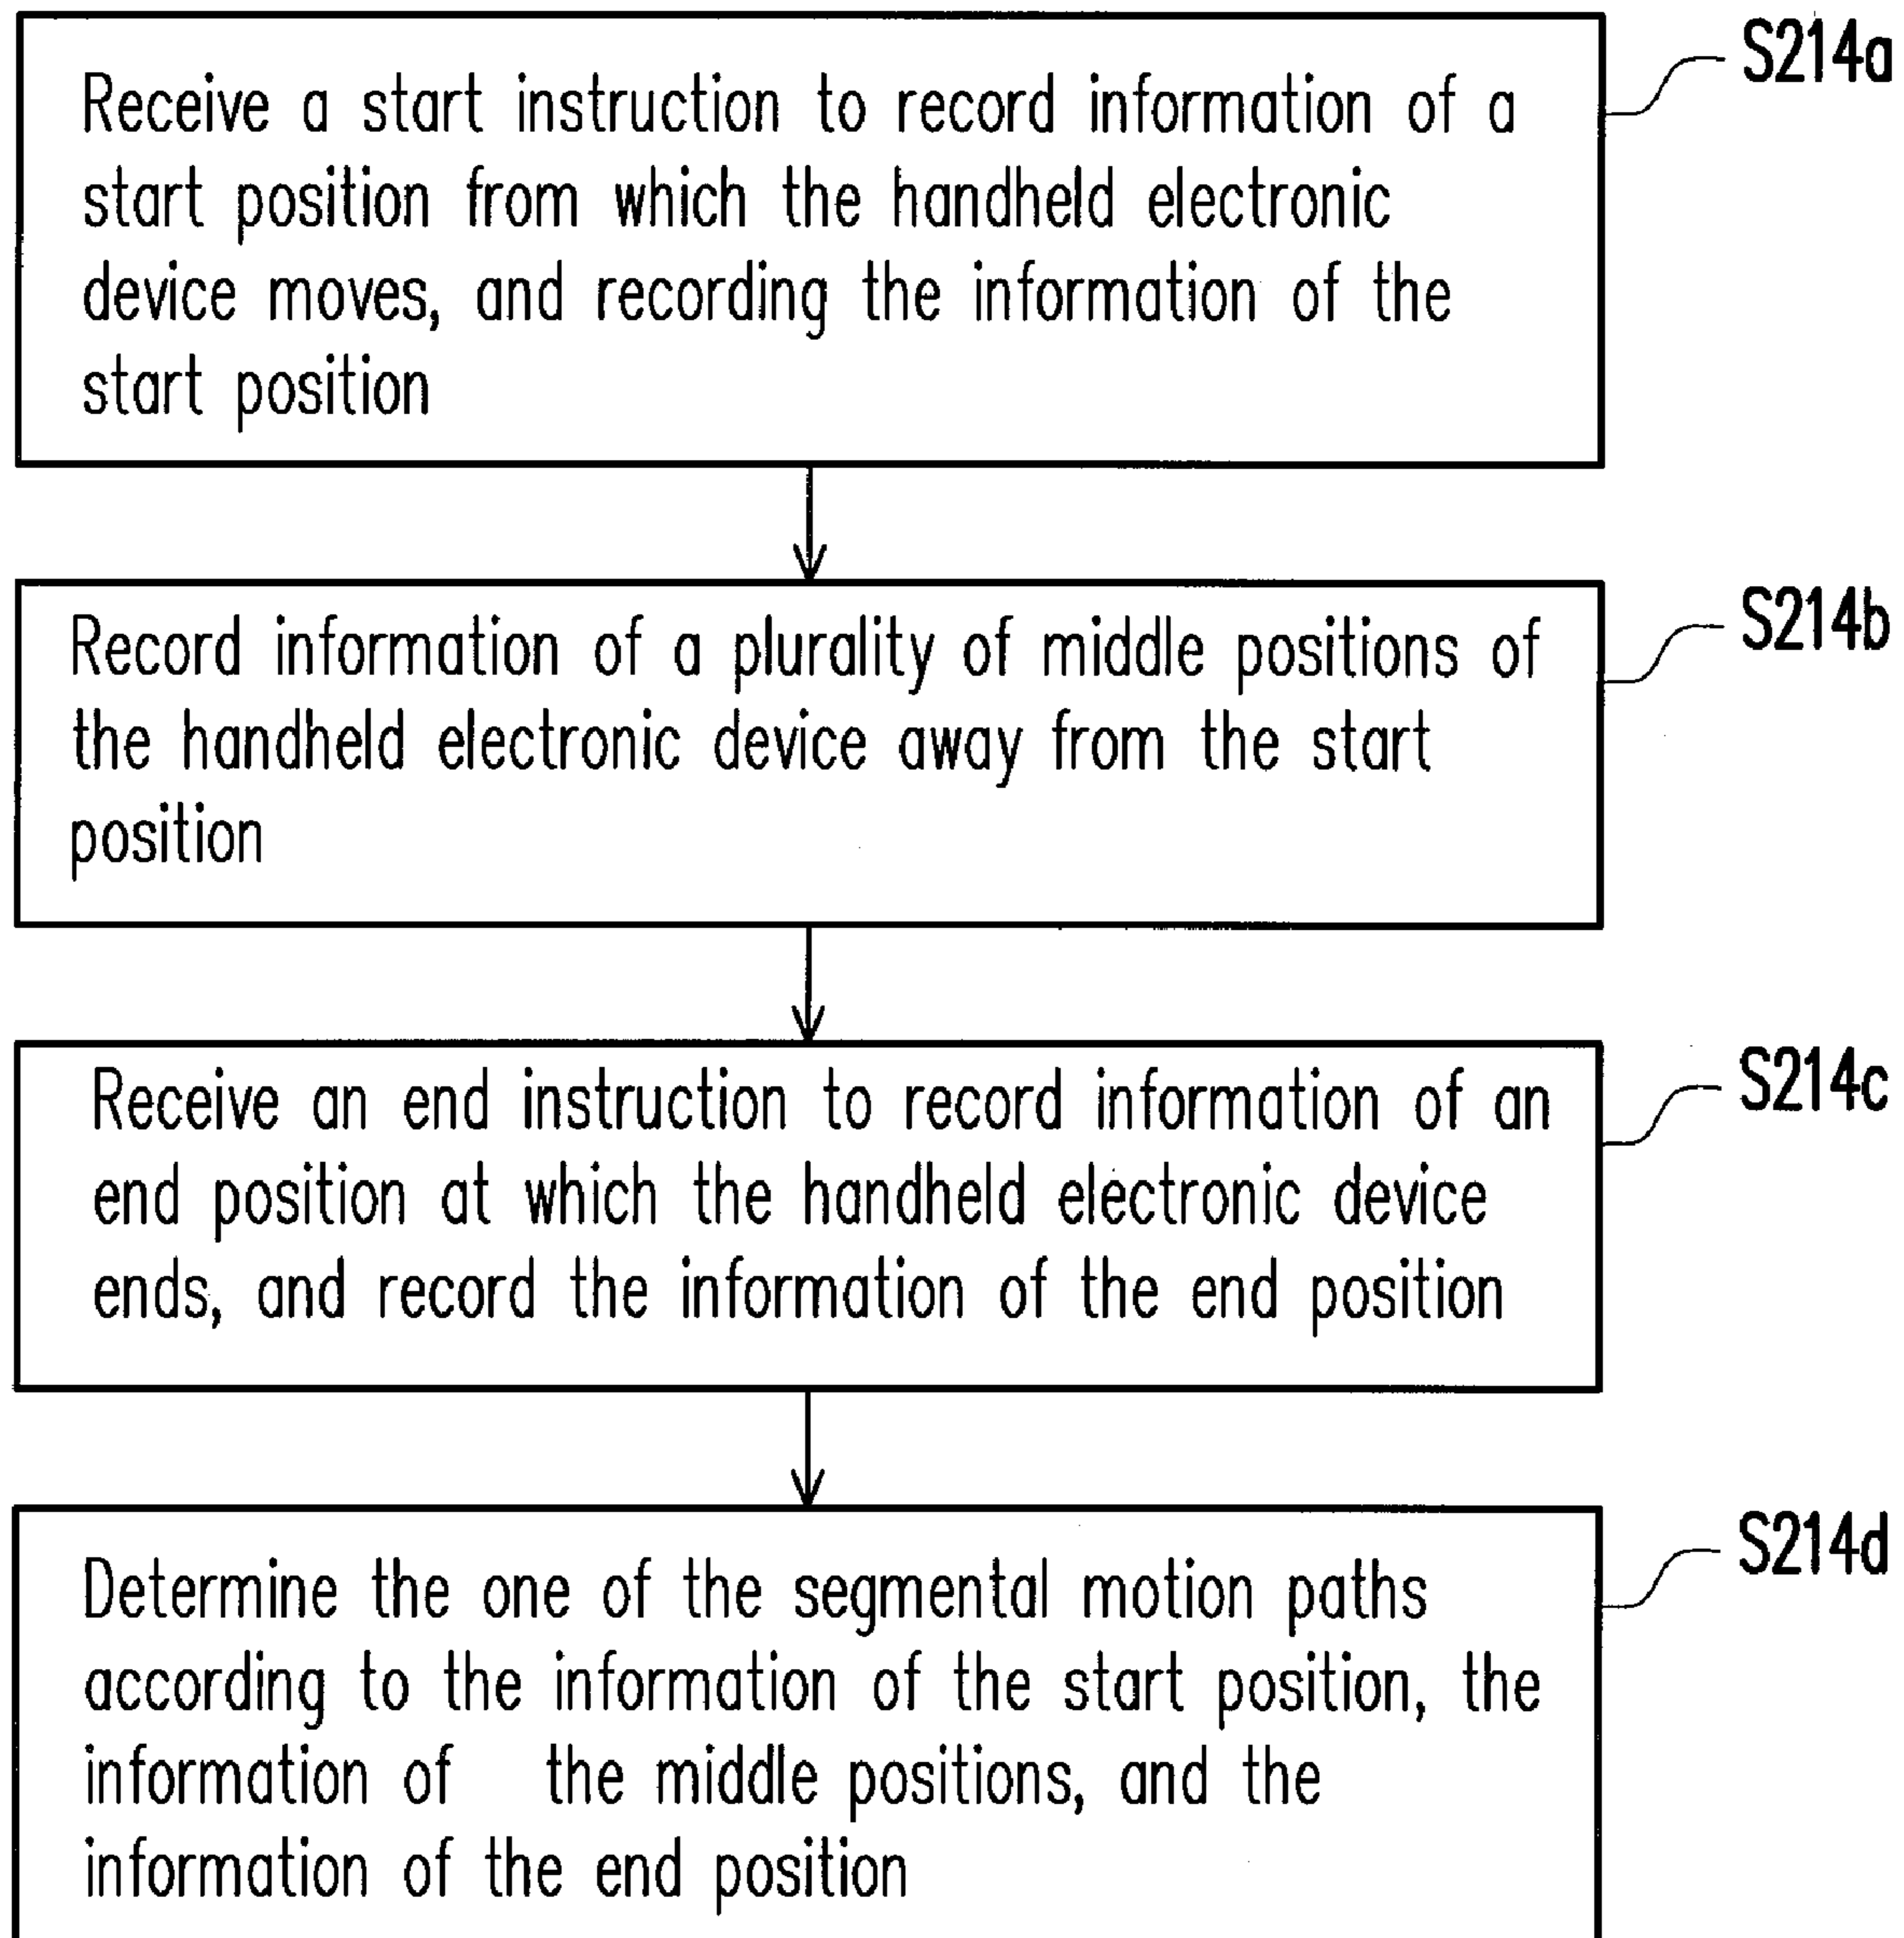 S214a
Receive a start instruction to record information of a
start position from which the handheld electronic
device moves, and recording the information of the
start position
S214b
Record information of a plurality of middle positions of
the handheld electronic device away from the start
position
S214c
Receive an end instruction to record information of an
end position at which the handheld electronic device
ends, and record the information of the end position
S214d
Determine the one of the segmental motion paths
according to the information of the start position, the
information of the middle positions, and the
information of the end position